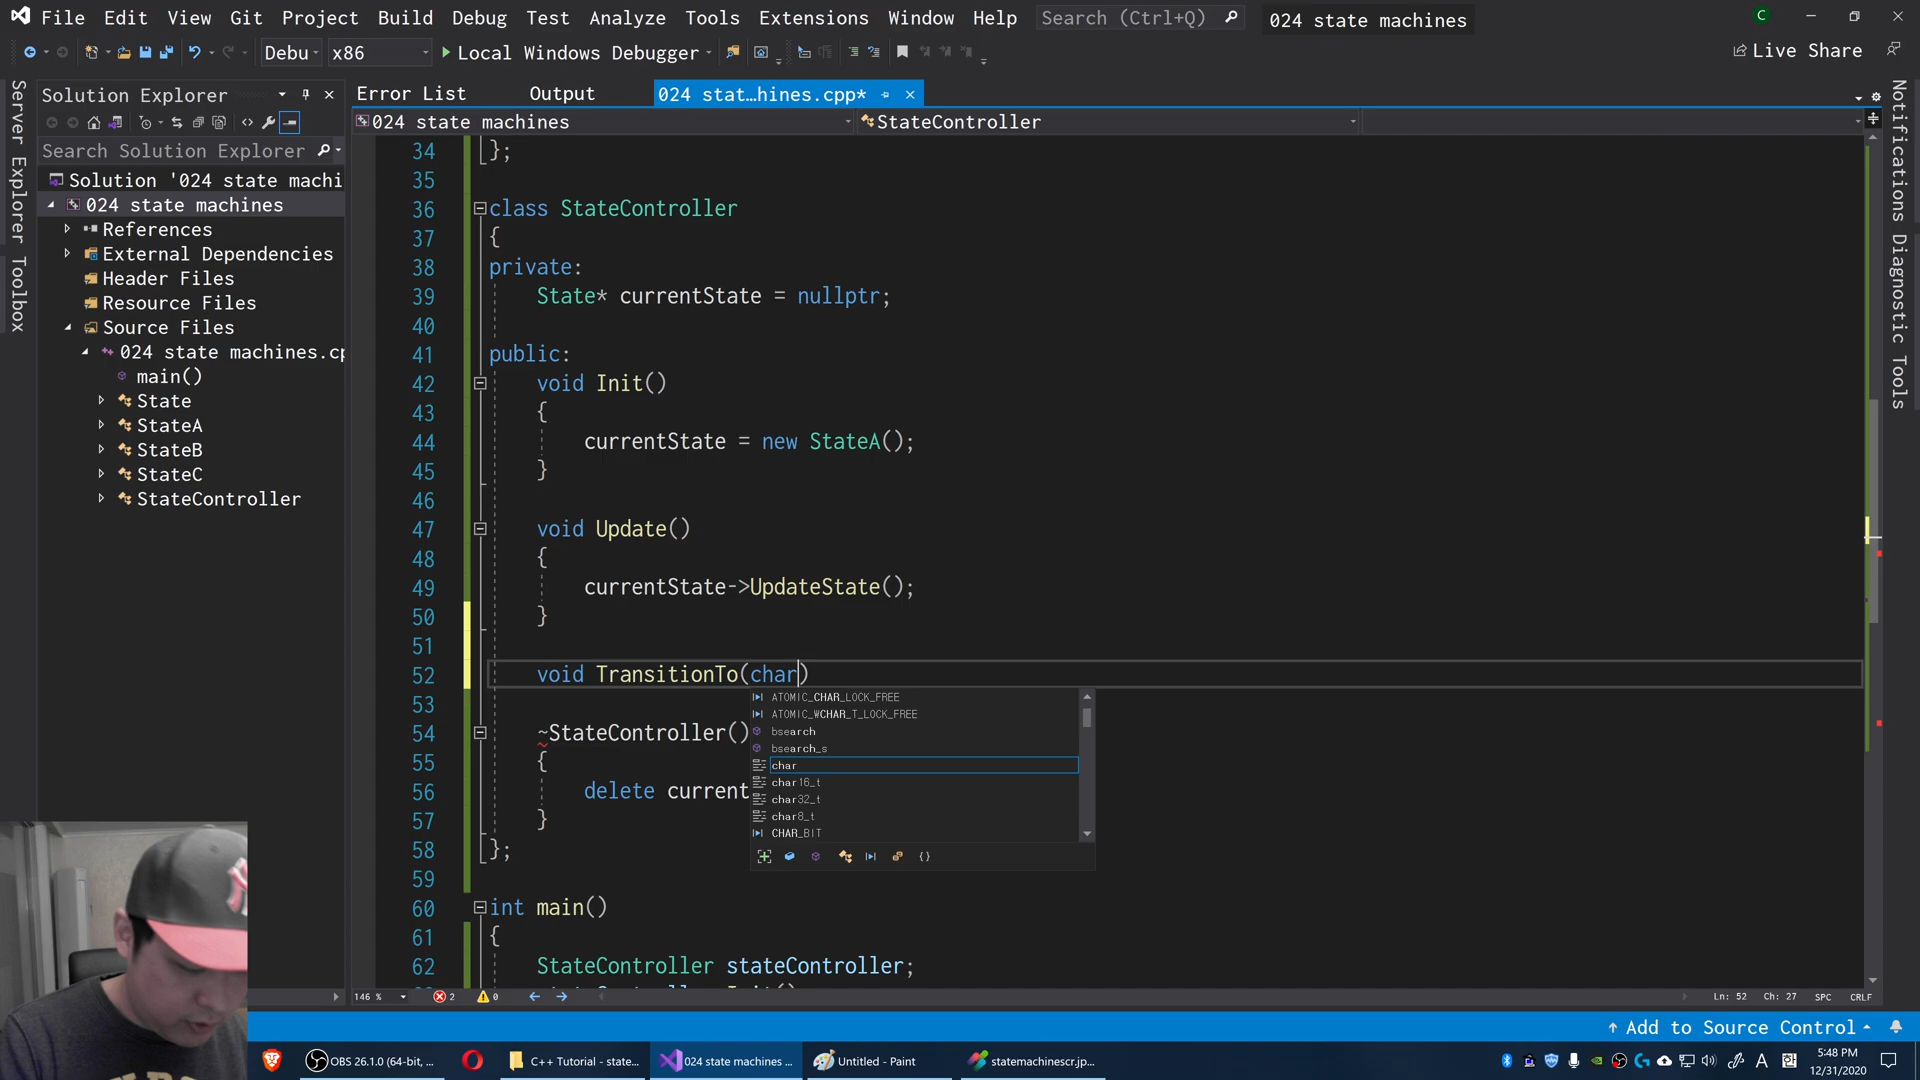 File Edit View Git Project Build Debug Test Analyze Tools Extensions Window Help Search (Ctrl+Q) 024 state machines
Debu x86 Local Windows Debugger Live Share
Server Explorer Toolbox
Solution Explorer
Search Solution Explorer
Solution '024 state machi
024 state machines
References
External Dependencies
Header Files
Resource Files
Source Files
024 state machines.cp
main()
State
StateA
StateB
StateC
StateController
Error List Output 024 stat…hines.cpp*
024 state machines StateController
34 };
35
36 class StateController
37 {
38 private:
39 State* currentState = nullptr;
40
41 public:
42 void Init()
43 {
44 currentState = new StateA();
45 }
46
47 void Update()
48 {
49 currentState->UpdateState();
50 }
51
52 void TransitionTo(char)
53
54 ~StateController()
55 {
56 delete current
57 }
58 };
59
60 int main()
61 {
62 StateController stateController;
ATOMIC_CHAR_LOCK_FREE
ATOMIC_WCHAR_T_LOCK_FREE
bsearch
bsearch_s
char
char16_t
char32_t
char8_t
CHAR_BIT
Notifications Diagnostic Tools
146 % 2 0 Ln: 52 Ch: 27 SPC CRLF
Add to Source Control
OBS 26.1.0 (64-bit, ... C++ Tutorial - state... 024 state machines ... Untitled - Paint statemachinescr.jp... A 5:48 PM
12/31/2020